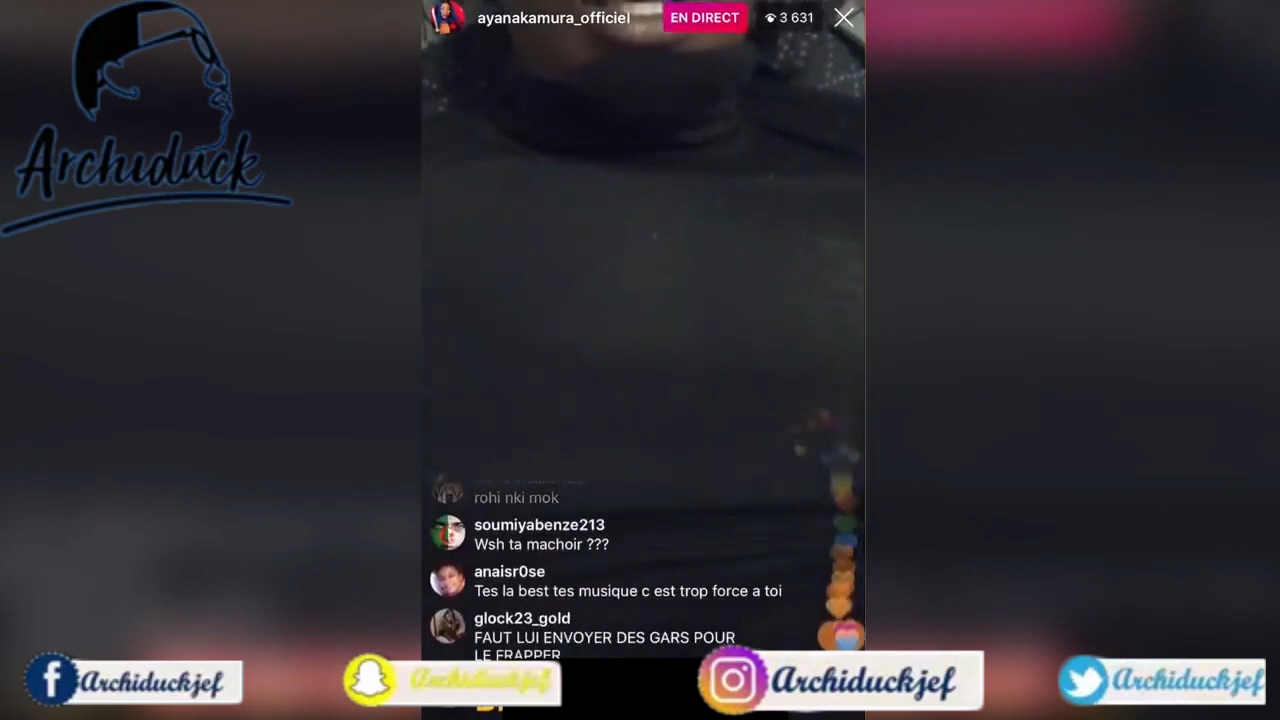 ayanakamura_officiel
EN DIRECT
3 631
Archiduck
rohi nki mok
soumiyabenze213
Wsh ta machoir ???
anaisr0se
Tes la best tes musique c est trop force a toi
glock23_gold
FAUT LUI ENVOYER DES GARS POUR
LE FRAPPER
Archiduckjef
Archiduckjef
Archiduckjef
Archiduckjef